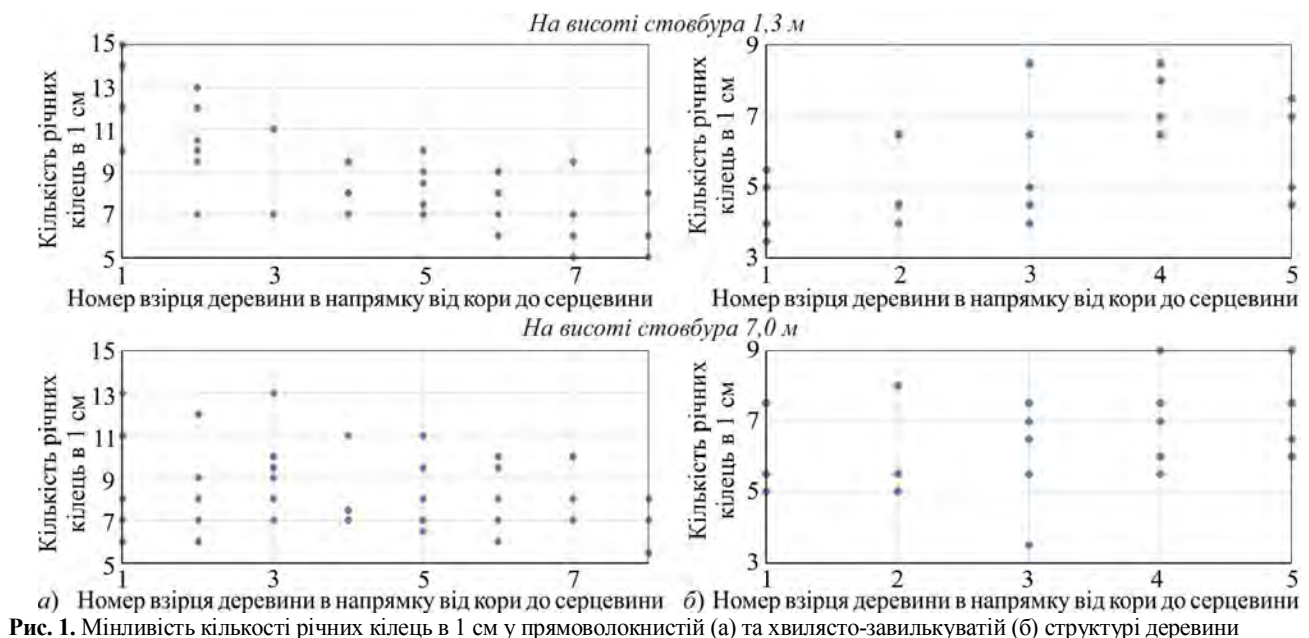 На висоті стовбура 1,3 м
Кількість річних
кілець в 1 см
15
13
11
9
7
5
1 3 5 7
Номер взірця деревини в напрямку від кори до серцевини
Кількість річних
кілець в 1 см
9
7
5
3
1 2 3 4 5
Номер взірця деревини в напрямку від кори до серцевини
На висоті стовбура 7,0 м
Кількість річних
кілець в 1 см
15
13
11
9
7
5
1 3 5 7
а) Номер взірця деревини в напрямку від кори до серцевини
Кількість річних
кілець в 1 см
9
7
5
3
1 2 3 4 5
б) Номер взірця деревини в напрямку від кори до серцевини
Рис. 1. Мінливість кількості річних кілець в 1 см у прямоволокнистій (а) та хвилясто-завилькуватій (б) структурі деревини